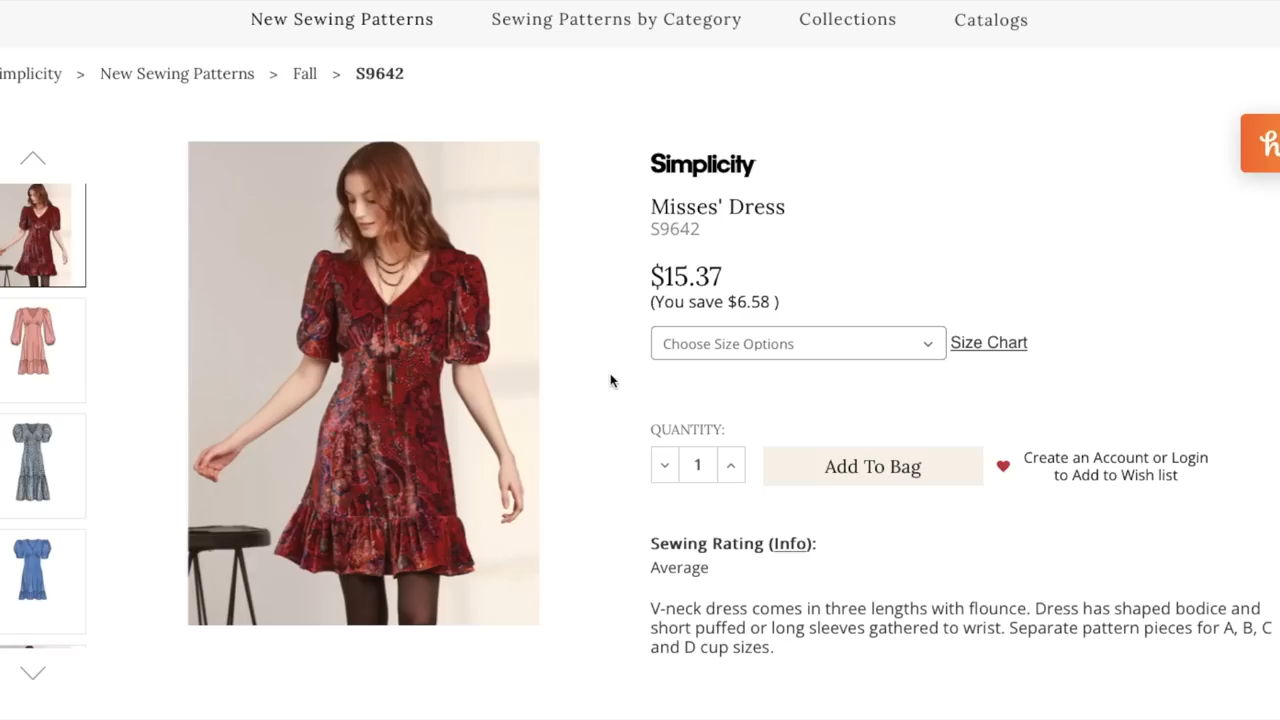 New Sewing Patterns Sewing Patterns by Category Collections Catalogs
implicity > New Sewing Patterns > Fall > S9642
Simplicity
Misses' Dress
S9642
$15.37
(You save $6.58 )
Choose Size Options Size Chart
QUANTITY:
1 Add To Bag Create an Account or Login
to Add to Wish list
Sewing Rating (Info):
Average
V-neck dress comes in three lengths with flounce. Dress has shaped bodice and
short puffed or long sleeves gathered to wrist. Separate pattern pieces for A, B, C
and D cup sizes.